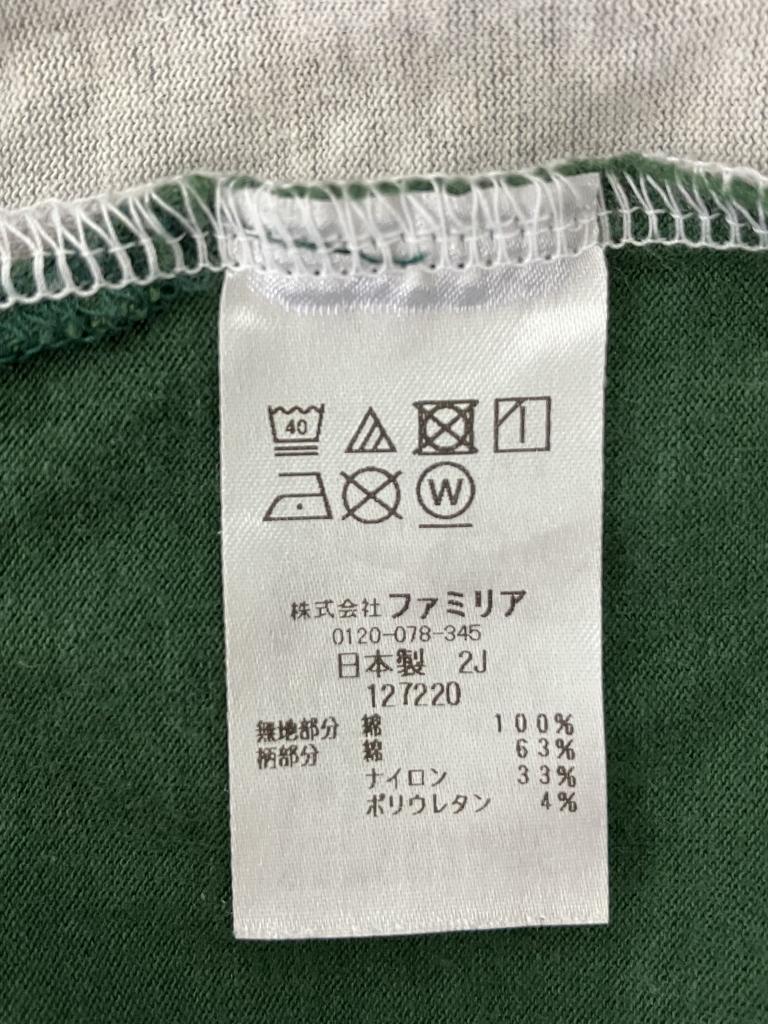 40
W
株式会社 ファミリア
0120-078-345
日本製 2J
127220
無地部分 綿 100%
柄部分 綿 63%
ナイロン 33%
ポリウレタン 4%